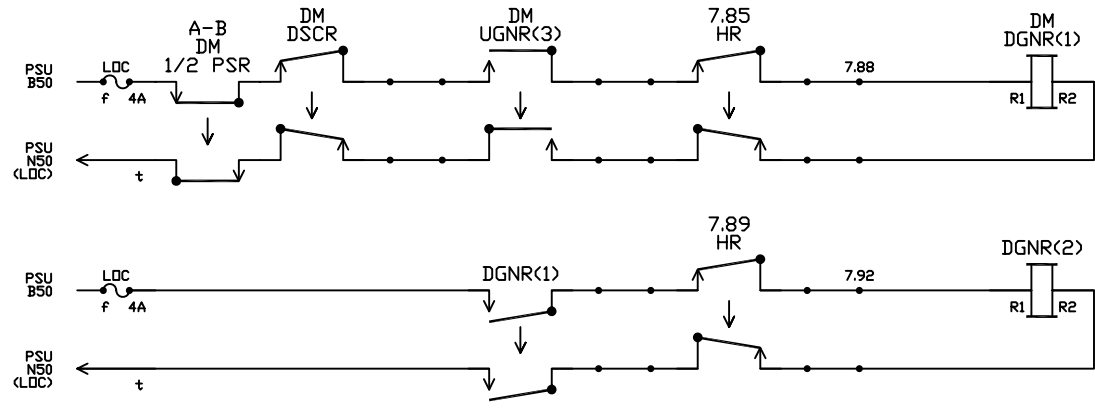 A-B
DM
1/2 PSR
DM
DSCR
DM
UGNR(3)
7.85
HR
DM
DGNR(1)
PSU
B50
LOC
f 4A
7.88
R1 R2
PSU
N50
(LOC)
t
7.89
HR
DGNR(1)
DGNR(2)
PSU
B50
LOC
f 4A
7.92
R1 R2
PSU
N50
(LOC)
t